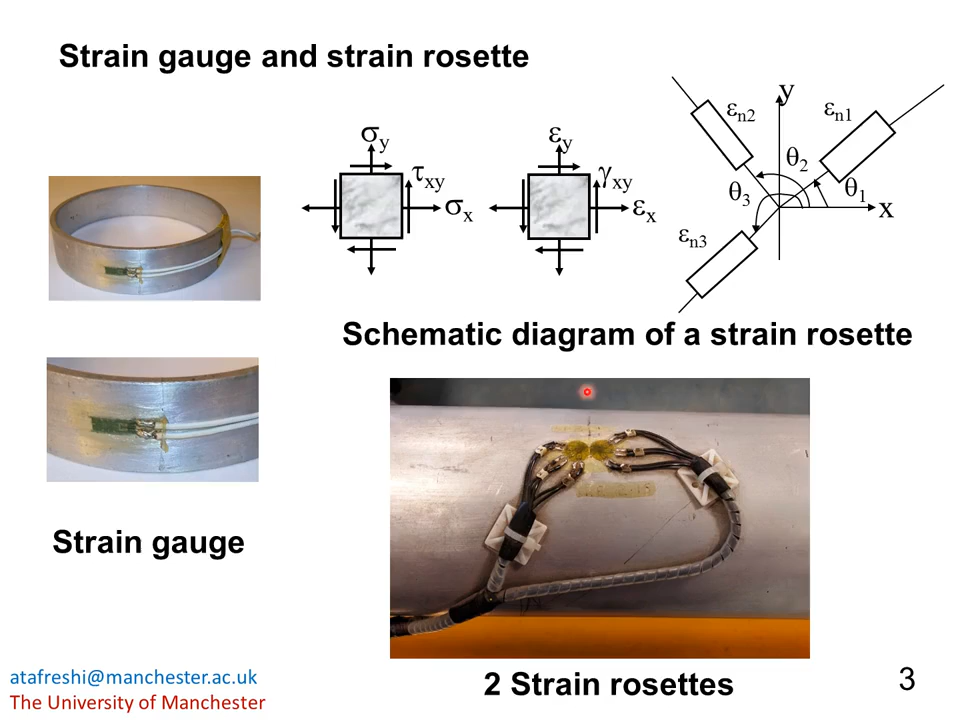 Strain gauge and strain rosette
σy
τxy
σx
εy
γxy
εx
y
εn2
εn1
θ2
θ3
θ1
x
εn3
Schematic diagram of a strain rosette
Strain gauge
2 Strain rosettes
atafreshi@manchester.ac.uk
The University of Manchester
3